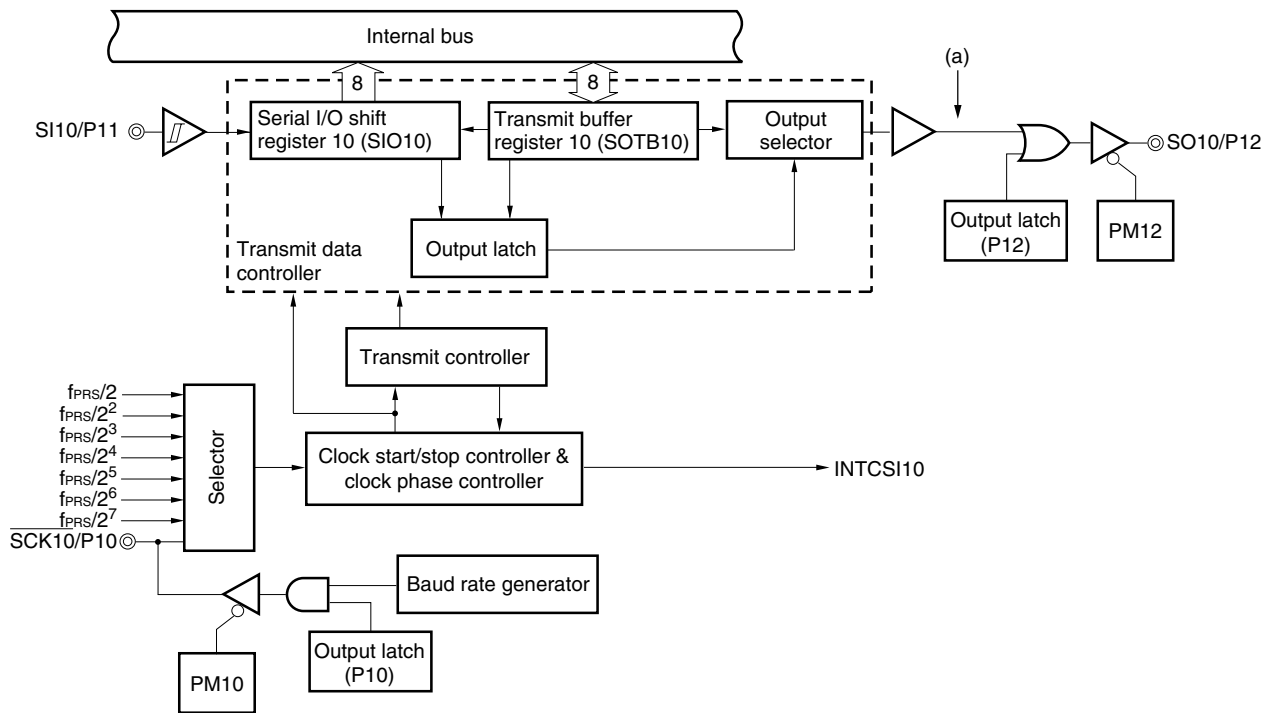 Internal bus
(a)
8
8
SI10/P11
Serial I/O shift
register 10 (SIO10)
Transmit buffer
register 10 (SOTB10)
Output
selector
SO10/P12
Output latch
(P12)
PM12
Transmit data
controller
Output latch
Transmit controller
fPRS/2
fPRS/2²
fPRS/2³
fPRS/2⁴
fPRS/2⁵
fPRS/2⁶
fPRS/2⁷
SCK10/P10
Selector
Clock start/stop controller &
clock phase controller
INTCSI10
Baud rate generator
Output latch
(P10)
PM10